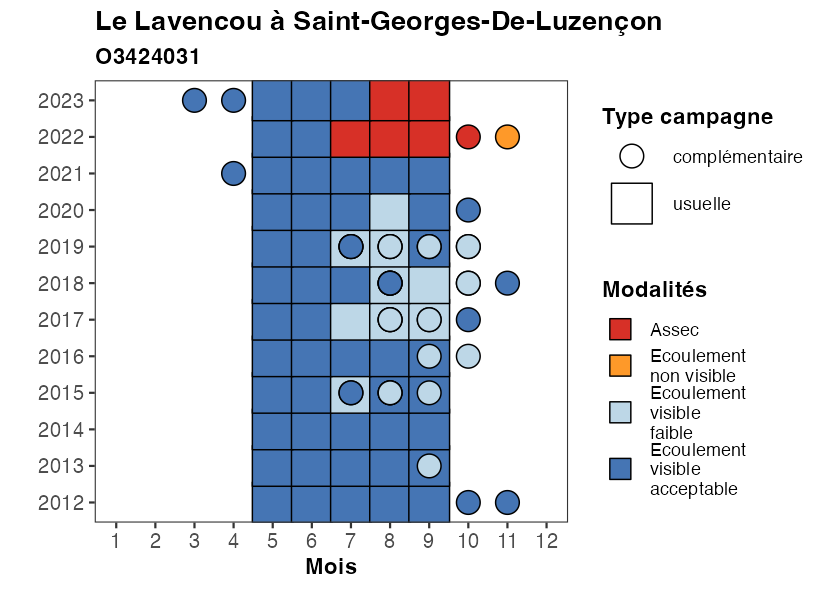 Le Lavencou à Saint-Georges-De-Luzençon
O3424031
2023
2022
2021
2020
2019
2018
2017
2016
2015
2014
2013
2012
1 2 3 4 5 6 7 8 9 10 11 12
Mois
Type campagne
complémentaire
usuelle
Modalités
Assec
Ecoulement
non visible
Ecoulement
visible
faible
Ecoulement
visible
acceptable